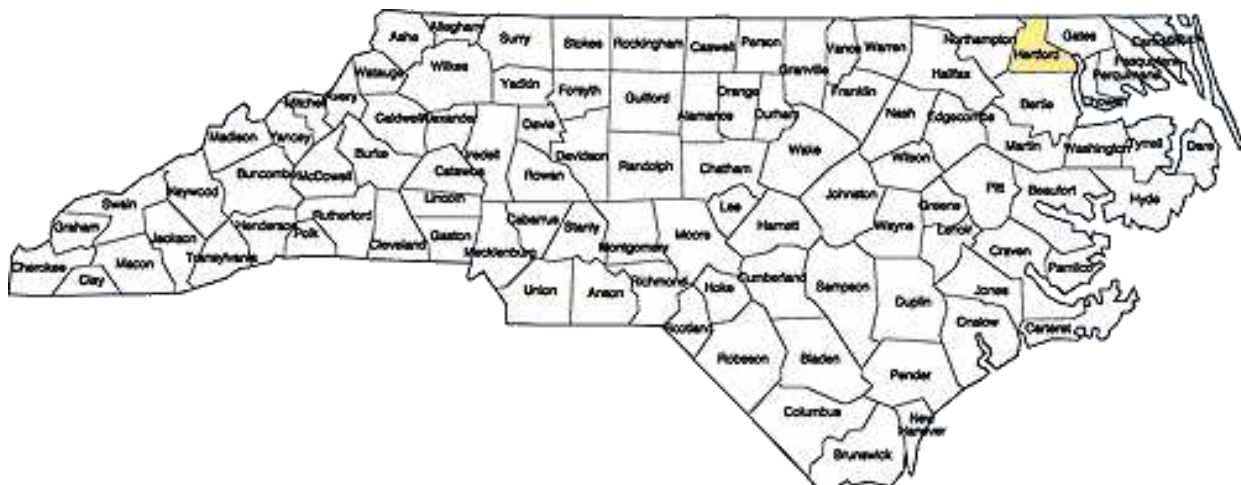 Ashe
Alleghany
Surry
Stokes
Rockingham
Caswell
Person
Granville
Vance
Warren
Northampton
Hertford
Gates
Camden
Currituck
Pasquotank
Perquimans
Chowan
Halifax
Watauga
Wilkes
Yadkin
Forsyth
Guilford
Alamance
Orange
Durham
Franklin
Nash
Edgecombe
Bertie
Martin
Washington
Tyrrell
Dare
Mitchell
Avery
Caldwell
Alexander
Iredell
Davie
Davidson
Randolph
Chatham
Wake
Wilson
Madison
Yancey
Burke
McDowell
Buncombe
Haywood
Swain
Graham
Cherokee
Clay
Macon
Jackson
Transylvania
Henderson
Polk
Rutherford
Cleveland
Catawba
Lincoln
Gaston
Rowan
Cabarrus
Stanly
Mecklenburg
Union
Anson
Montgomery
Richmond
Moore
Lee
Harnett
Johnston
Greene
Pitt
Beaufort
Hyde
Wayne
Lenoir
Craven
Pamlico
Jones
Carteret
Onslow
Duplin
Sampson
Cumberland
Hoke
Scotland
Robeson
Bladen
Pender
Columbus
New
Hanover
Brunswick